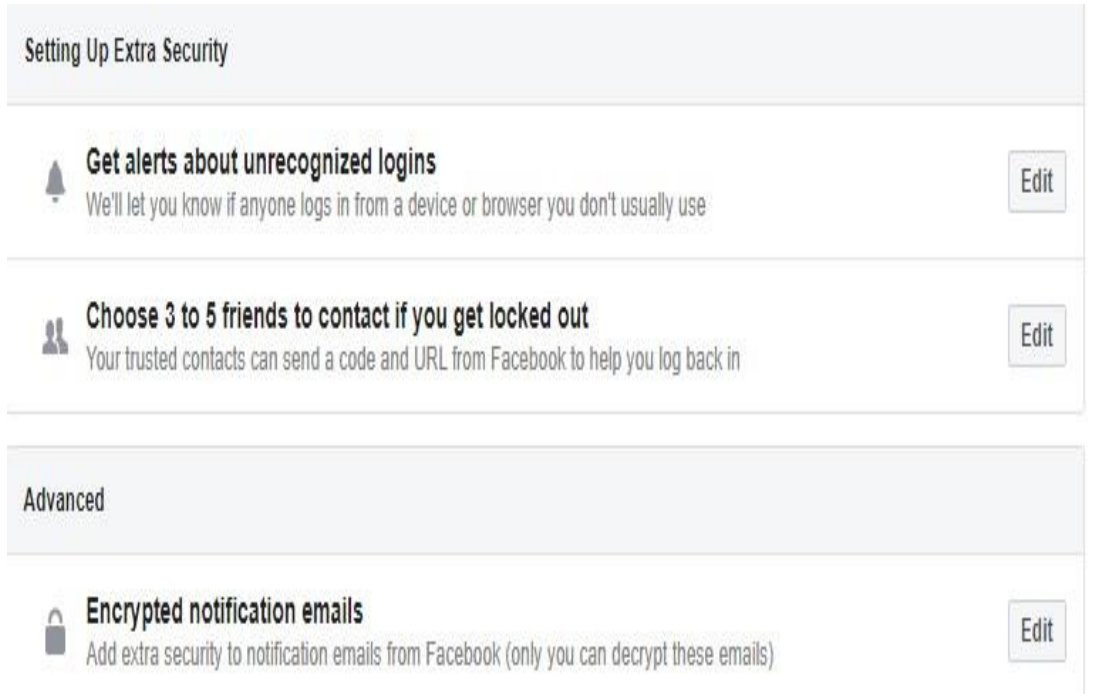 Setting Up Extra Security
Get alerts about unrecognized logins
We'll let you know if anyone logs in from a device or browser you don't usually use
Edit
Choose 3 to 5 friends to contact if you get locked out
Your trusted contacts can send a code and URL from Facebook to help you log back in
Edit
Advanced
Encrypted notification emails
Add extra security to notification emails from Facebook (only you can decrypt these emails)
Edit